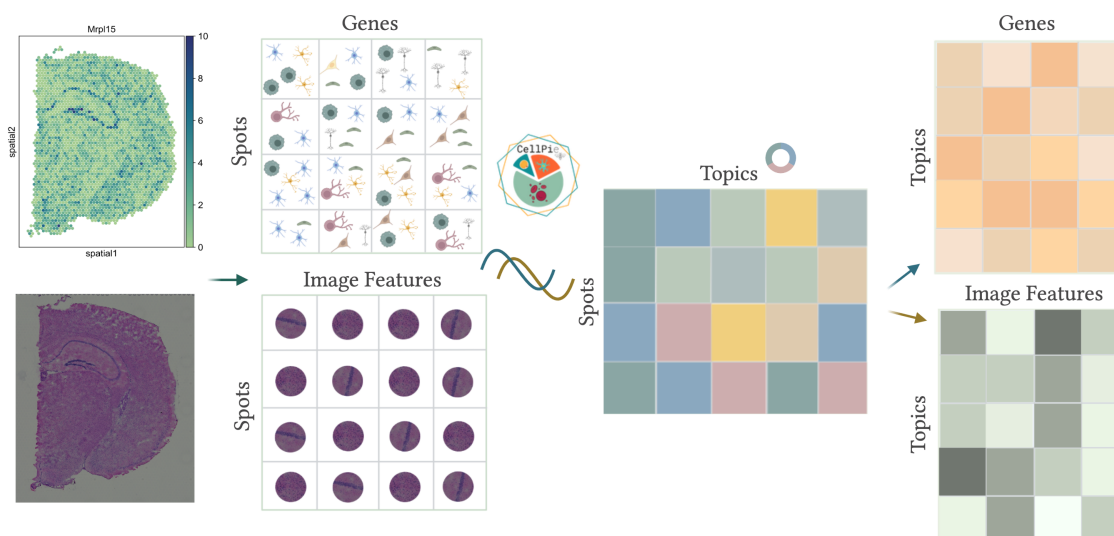 Mrpl15
10
8
6
4
2
0
spatial2
spatial1
Genes
Spots
Image Features
Spots
CellPie
Topics
Spots
Genes
Topics
Image Features
Topics